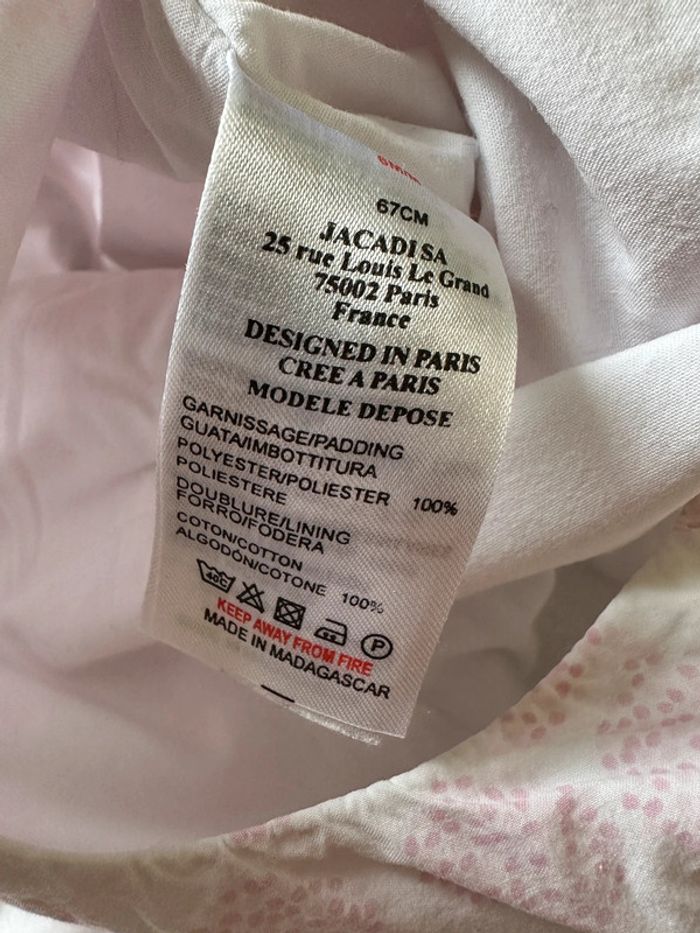 67CM
JACADI SA
25 rue Louis Le Grand
75002 Paris
France
DESIGNED IN PARIS
CREE A PARIS
MODELE DEPOSE
GARNISSAGE/PADDING
GUATA/IMBOTTITURA
POLYESTER/POLIESTER 100%
POLIESTERE
DOUBLURE/LINING
FORRO/FODERA
COTON/COTTON
ALGODÓN/COTONE 100%
40C P
KEEP AWAY FROM FIRE
MADE IN MADAGASCAR